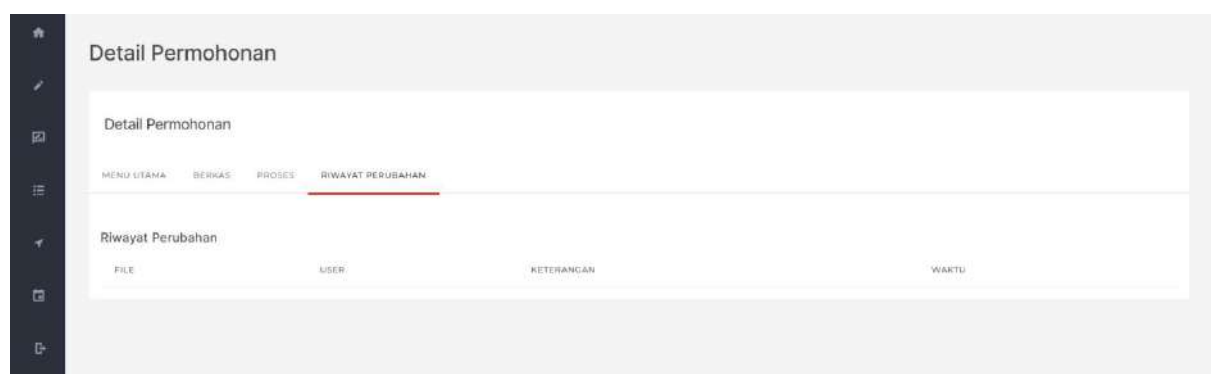 Detail Permohonan
Detail Permohonan
MENU UTAMA BERKAS PROSES RIWAYAT PERUBAHAN
Riwayat Perubahan
FILE USER KETERANGAN WAKTU